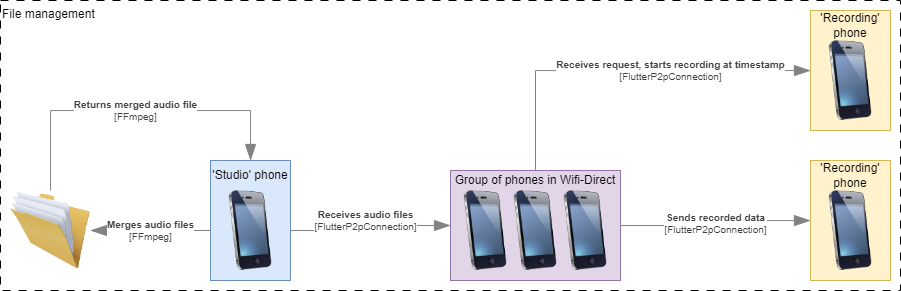 File management
'Recording'
phone
Receives request, starts recording at timestamp
[FlutterP2pConnection]
Returns merged audio file
[FFmpeg]
'Studio' phone
Group of phones in Wifi-Direct
'Recording'
phone
Merges audio files
[FFmpeg]
Receives audio files
[FlutterP2pConnection]
Sends recorded data
[FlutterP2pConnection]